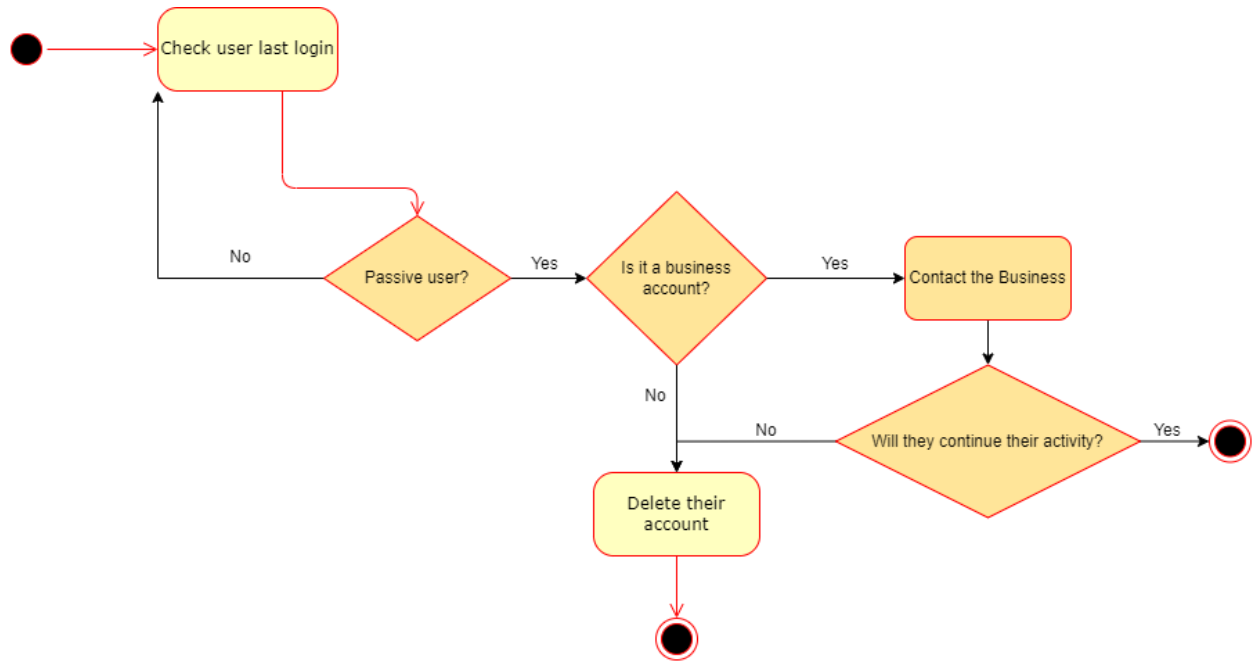 Check user last login
No
Passive user?
Yes
Is it a business
account?
Yes
Contact the Business
No
No
Will they continue their activity?
Yes
Delete their
account